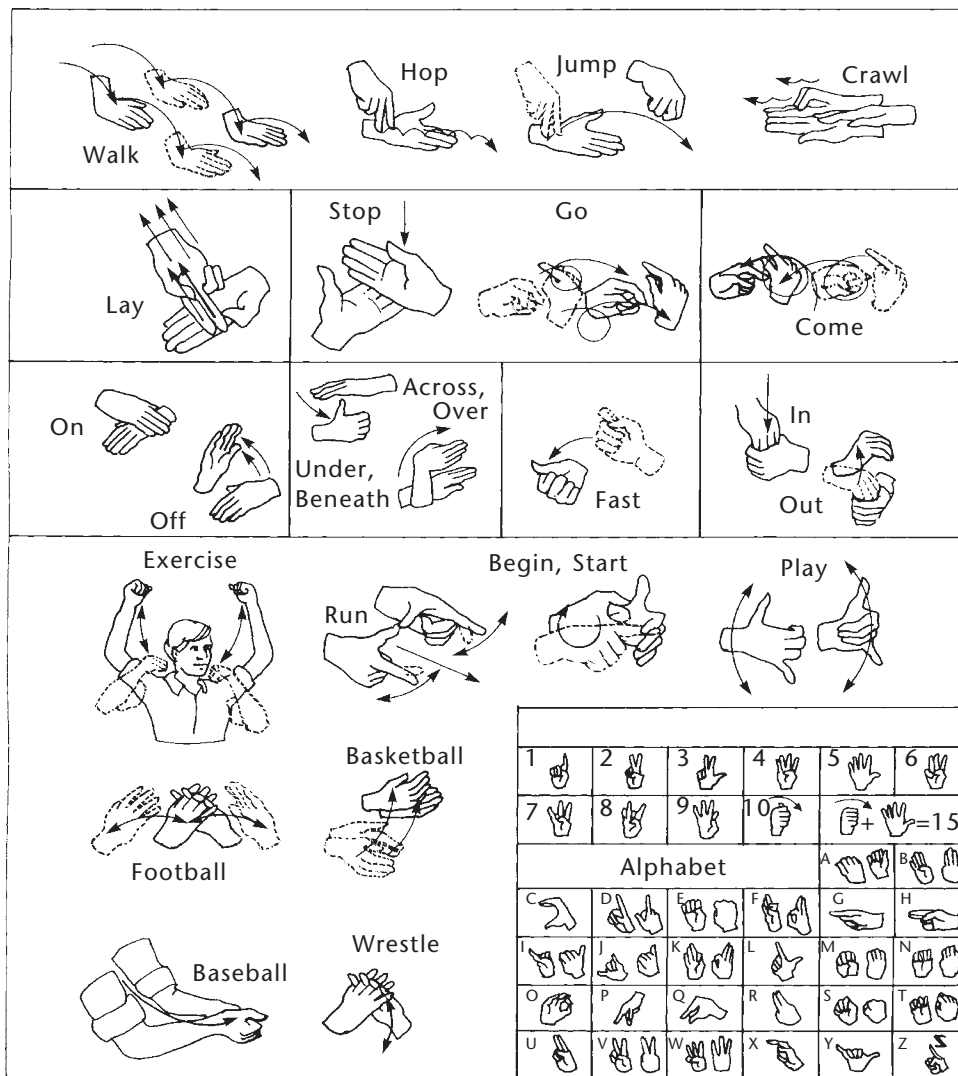 Walk
Hop
Jump
Crawl
Lay
Stop
Go
Come
On
Off
Across,
Over
Under,
Beneath
Fast
In
Out
Exercise
Run
Begin, Start
Play
Football
Basketball
Baseball
Wrestle
1 2 3 4 5 6
7 8 9 10 + =15
Alphabet A B
C D E F G H
I J K L M N
O P Q R S T
U V W X Y Z
Z